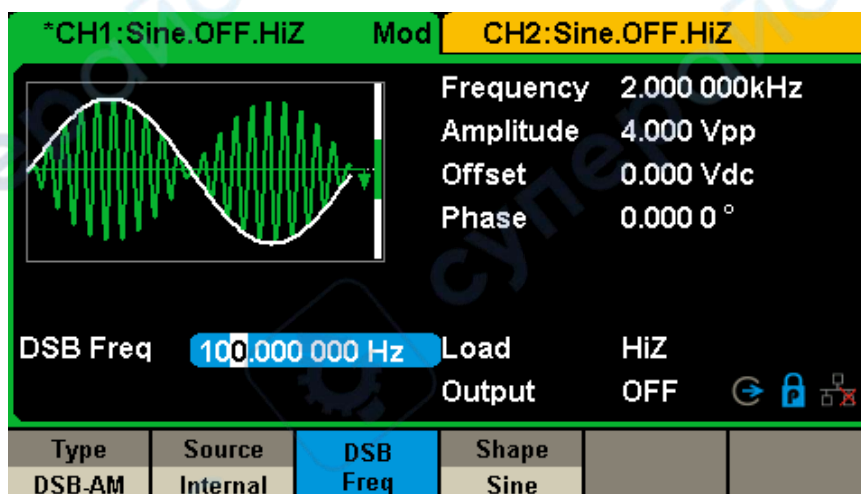 *CH1:Sine.OFF.HiZ Mod CH2:Sine.OFF.HiZ
Frequency 2.000 000kHz
Amplitude 4.000 Vpp
Offset 0.000 Vdc
Phase 0.000 0 °
DSB Freq 100.000 000 Hz Load HiZ
Output OFF P
Type Source DSB Freq Shape
DSB-AM Internal Sine
суперайс